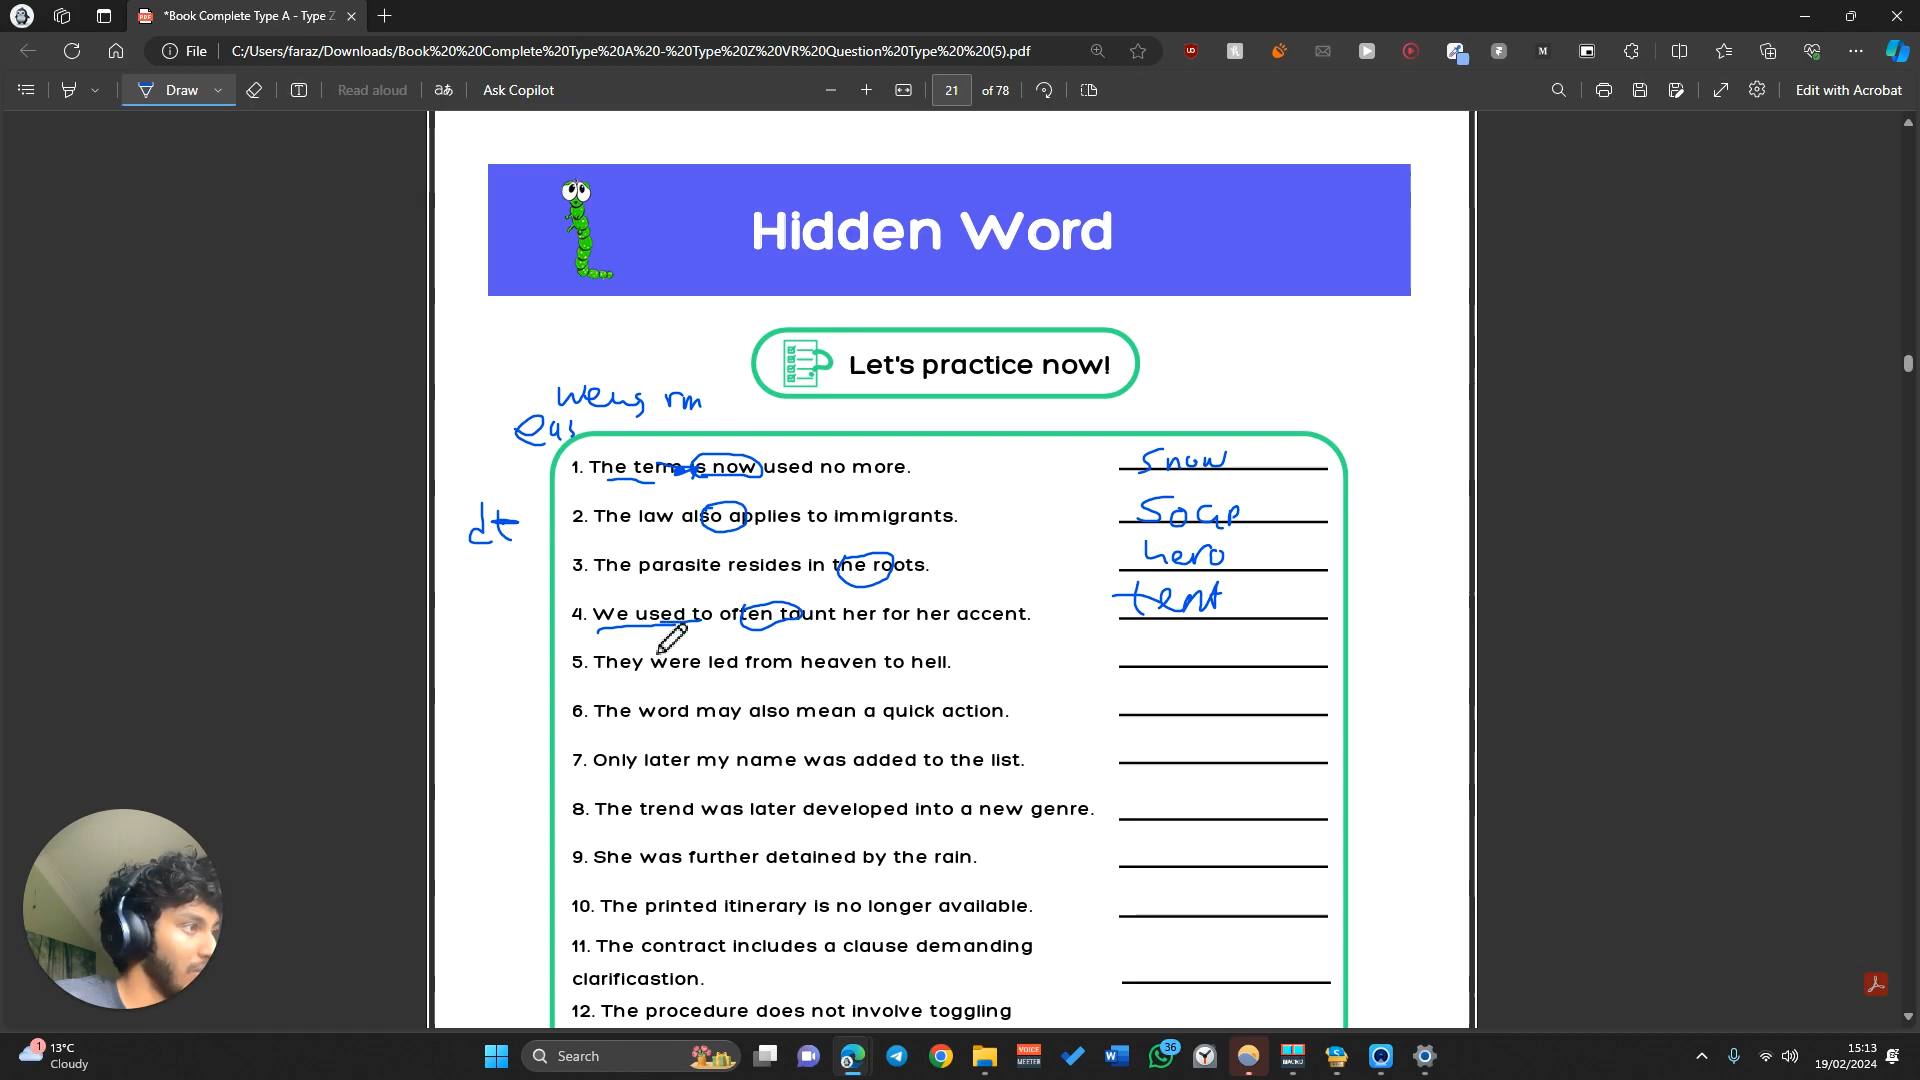 *Book Complete Type A - Type Z
File
C:/Users/faraz/Downloads/Book%20%20Complete%20Type%20A%20-%20Type%20Z%20VR%20Question%20Type%20%20(5).pdf
Draw
Read aloud
aあ
Ask Copilot
21
of 78
Edit with Acrobat
Hidden Word
Let's practice now!
1. The term is now used no more.
snow
2. The law also applies to immigrants.
soap
dt
3. The parasite resides in the roots.
hero
4. We used to often taunt her for her accent.
tent
5. They were led from heaven to hell.
6. The word may also mean a quick action.
7. Only later my name was added to the list.
8. The trend was later developed into a new genre.
9. She was further detained by the rain.
10. The printed itinerary is no longer available.
11. The contract includes a clause demanding
clarificastion.
12. The procedure does not involve toggling
1
13°C
Cloudy
Search
VOICE
MEETER
36
15:13
19/02/2024